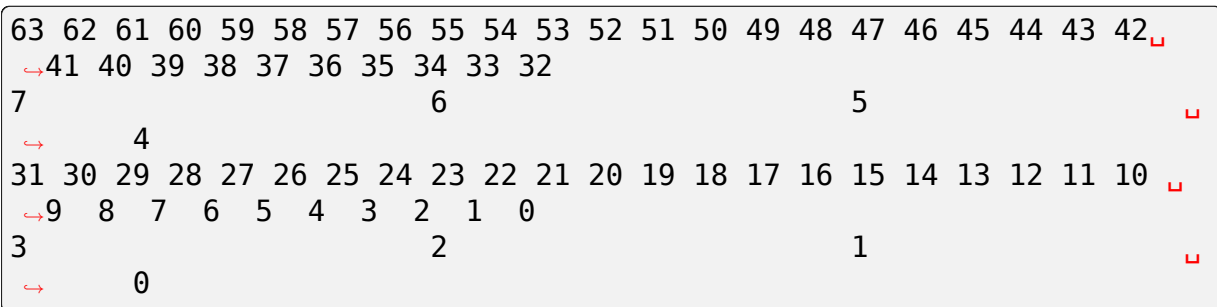 63 62 61 60 59 58 57 56 55 54 53 52 51 50 49 48 47 46 45 44 43 42␣
↪41 40 39 38 37 36 35 34 33 32
7                       6                       5                  ␣
↪      4
31 30 29 28 27 26 25 24 23 22 21 20 19 18 17 16 15 14 13 12 11 10 ␣
↪9  8  7  6  5  4  3  2  1  0
3                       2                       1                  ␣
↪      0